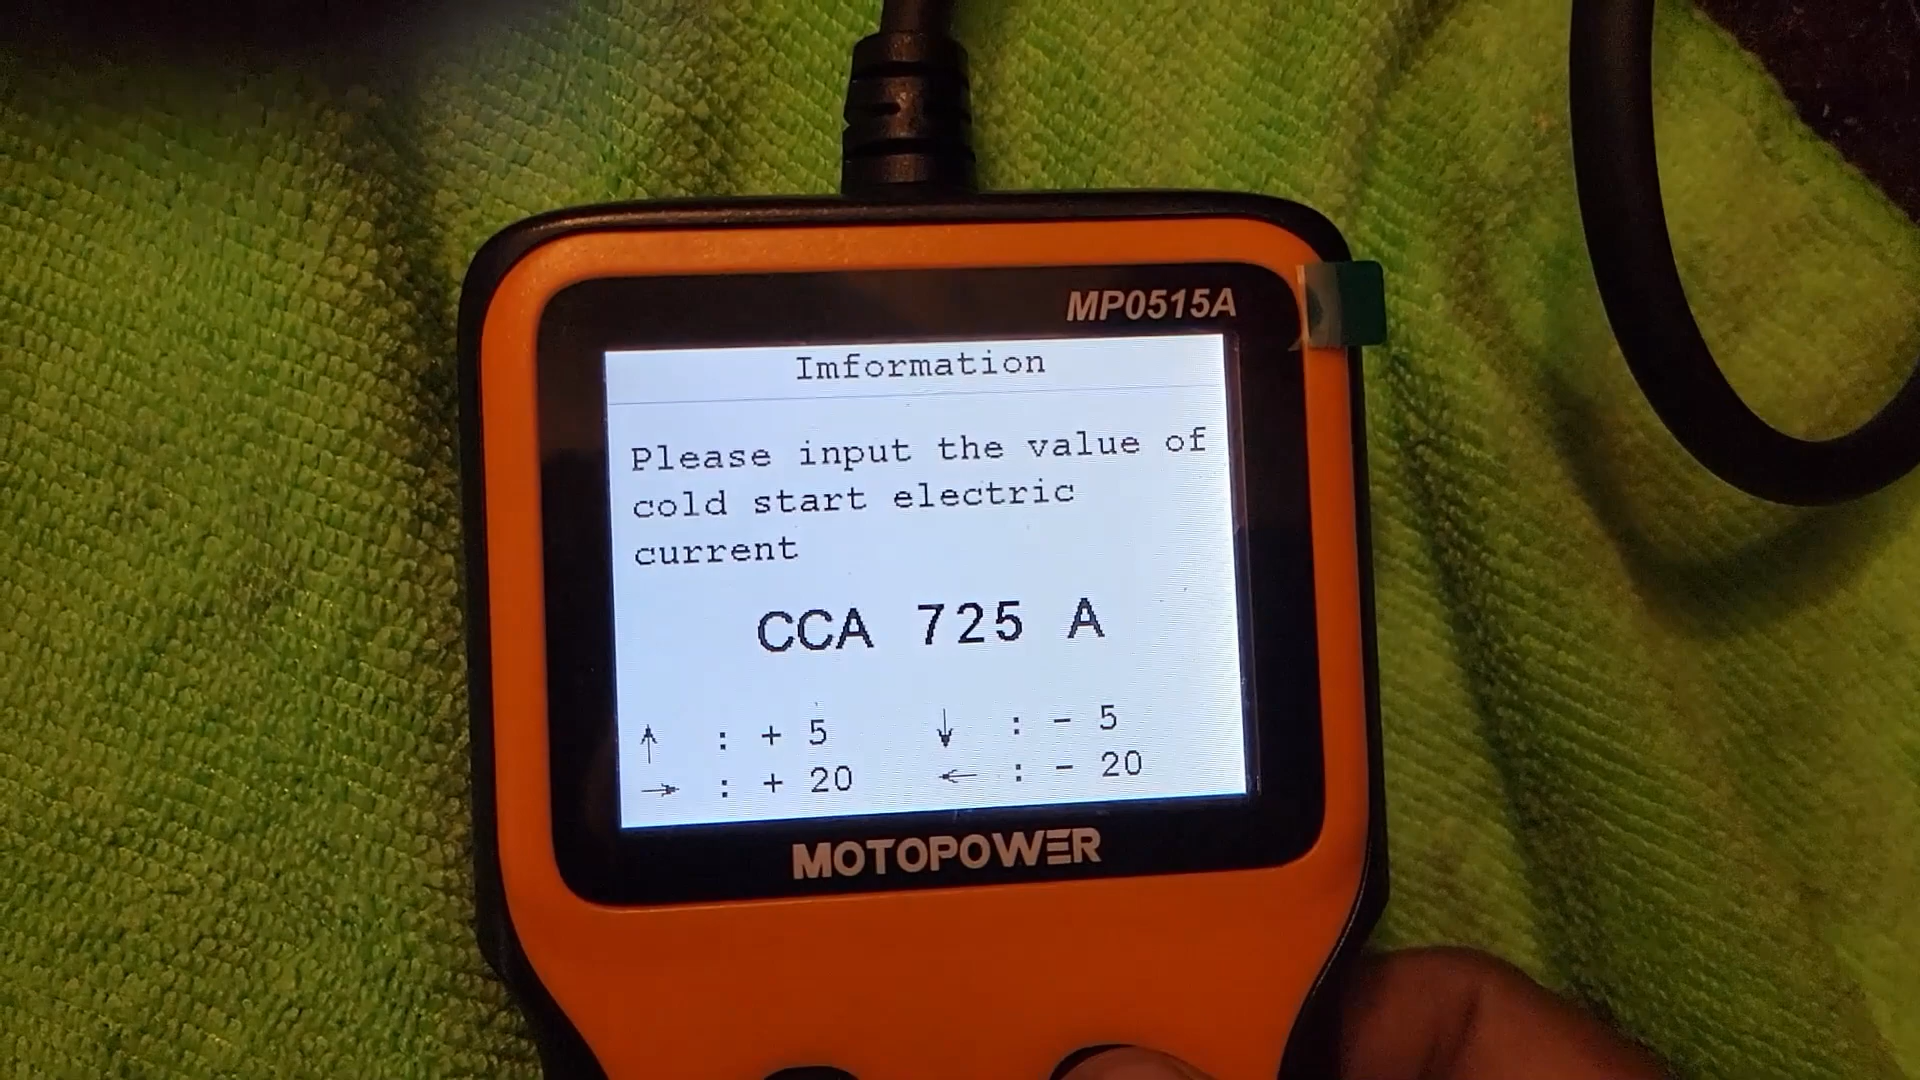 MP0515A
Imformation
Please input the value of
cold start electric
current
CCA 725 A
↑ : + 5 ↓ : - 5
→ : + 20 ← : - 20
MOTOPOWER